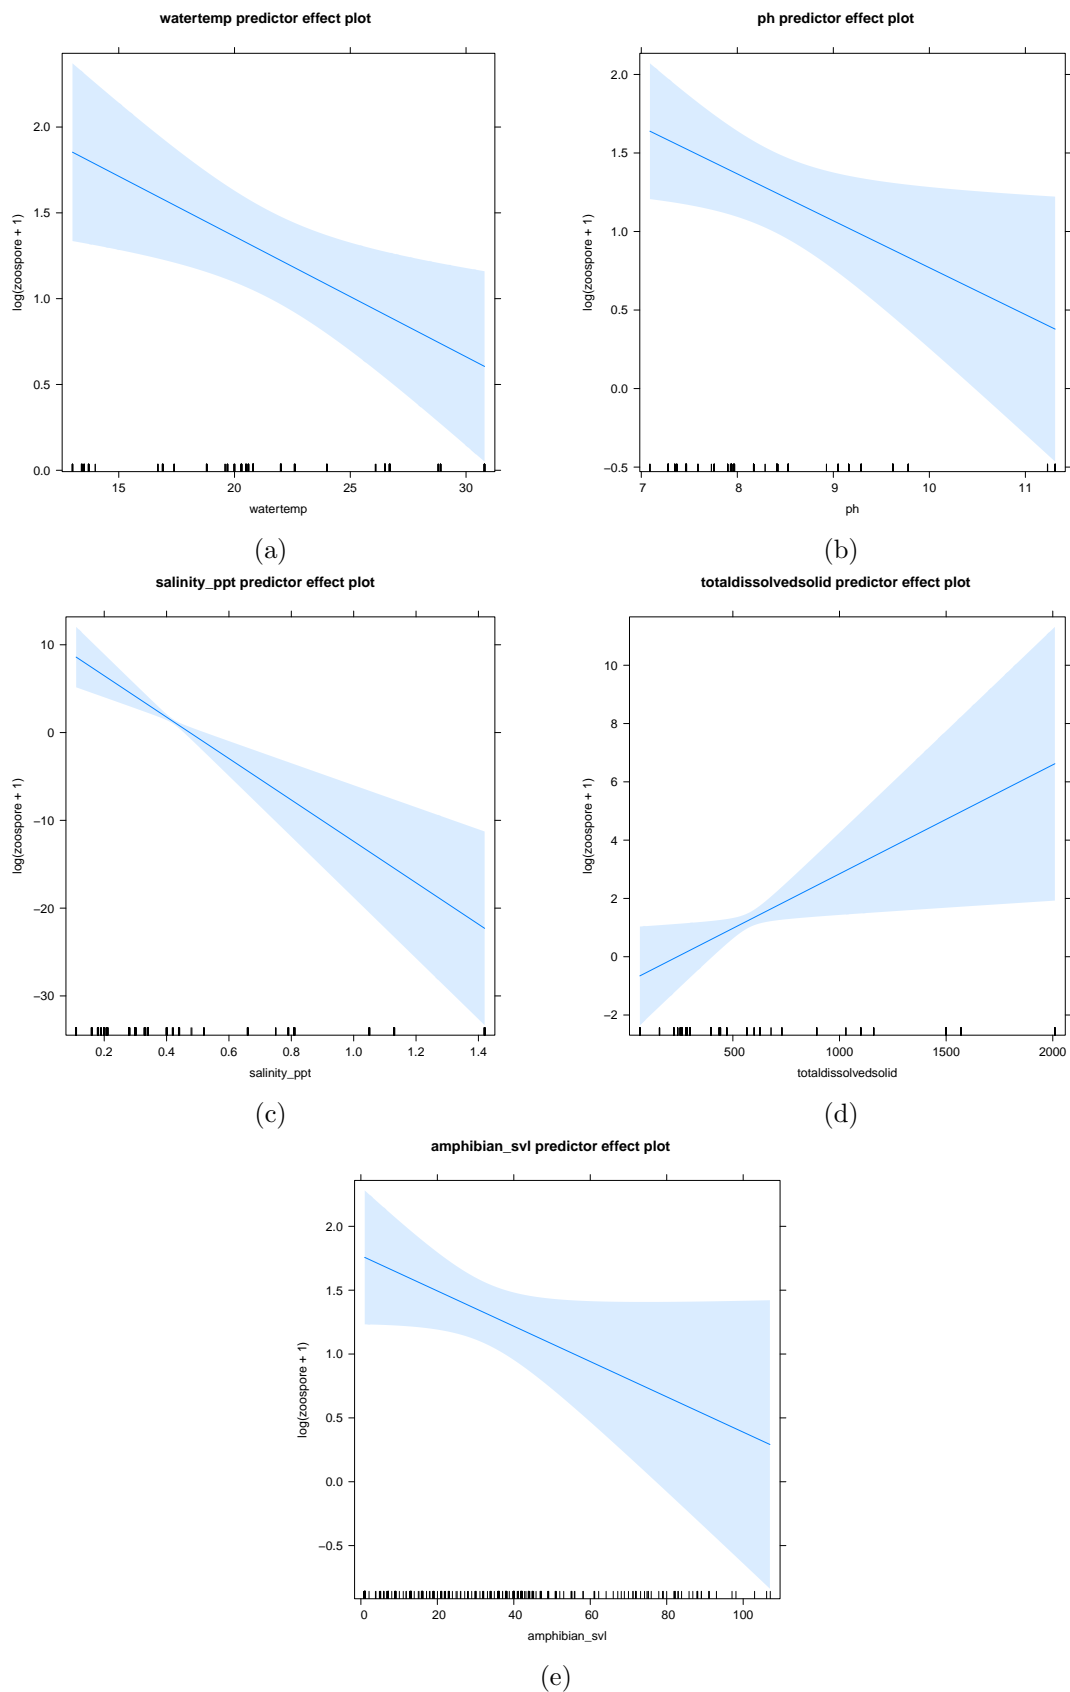 watertemp predictor effect plot
log(zoospore + 1)
2.0
1.5
1.0
0.5
0.0
15 20 25 30
watertemp
(a)
ph predictor effect plot
log(zoospore + 1)
2.0
1.5
1.0
0.5
0.0
−0.5
7 8 9 10 11
ph
(b)
salinity_ppt predictor effect plot
log(zoospore + 1)
10
0
−10
−20
−30
0.2 0.4 0.6 0.8 1.0 1.2 1.4
salinity_ppt
(c)
totaldissolvedsolid predictor effect plot
log(zoospore + 1)
10
8
6
4
2
0
−2
500 1000 1500 2000
totaldissolvedsolid
(d)
amphibian_svl predictor effect plot
log(zoospore + 1)
2.0
1.5
1.0
0.5
0.0
−0.5
0 20 40 60 80 100
amphibian_svl
(e)